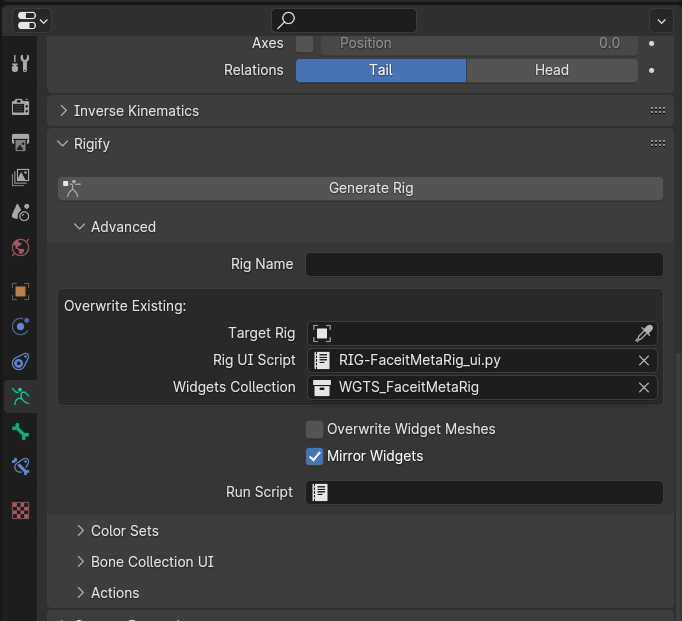 Axes Position 0.0
Relations Tail Head
Inverse Kinematics
Rigify
Generate Rig
Advanced
Rig Name
Overwrite Existing:
Target Rig
Rig UI Script RIG-FaceitMetaRig_ui.py
Widgets Collection WGTS_FaceitMetaRig
Overwrite Widget Meshes
Mirror Widgets
Run Script
Color Sets
Bone Collection UI
Actions